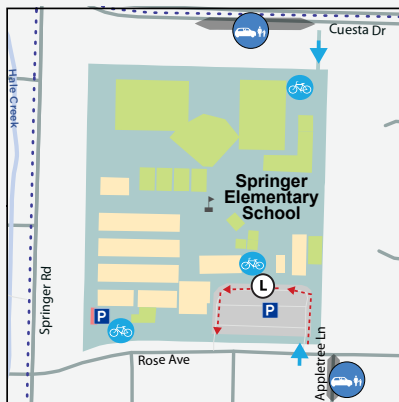 Cuesta Dr
Hale Creek
Springer
Elementary
School
Springer Rd
L
P
P
Rose Ave
Appletree Ln